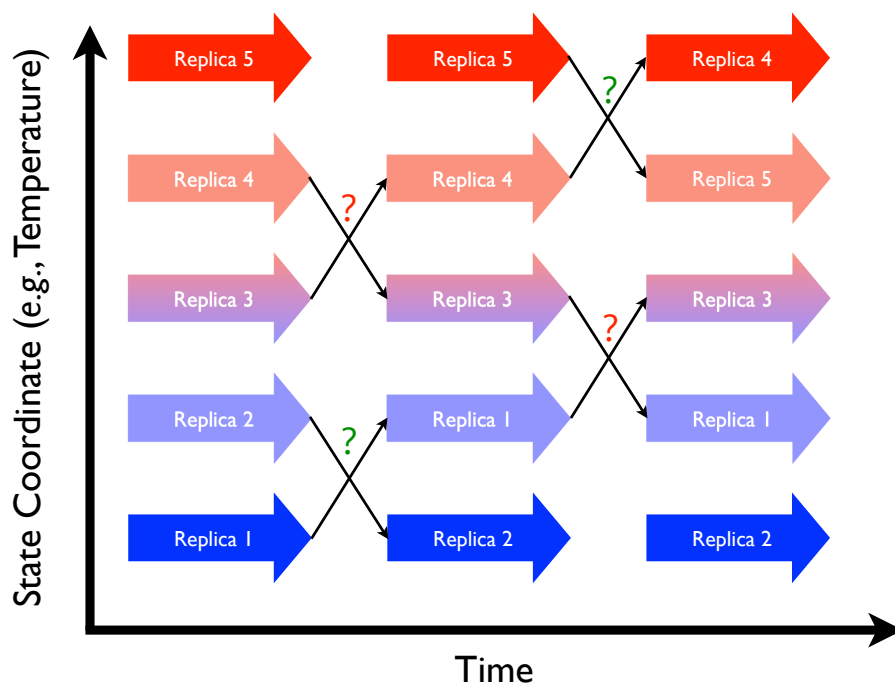 Replica 5
Replica 5
Replica 4
?
Replica 4
Replica 4
Replica 5
?
Replica 3
Replica 3
Replica 3
?
Replica 2
Replica 1
Replica 1
?
Replica 1
Replica 2
Replica 2
State Coordinate (e.g., Temperature)
Time